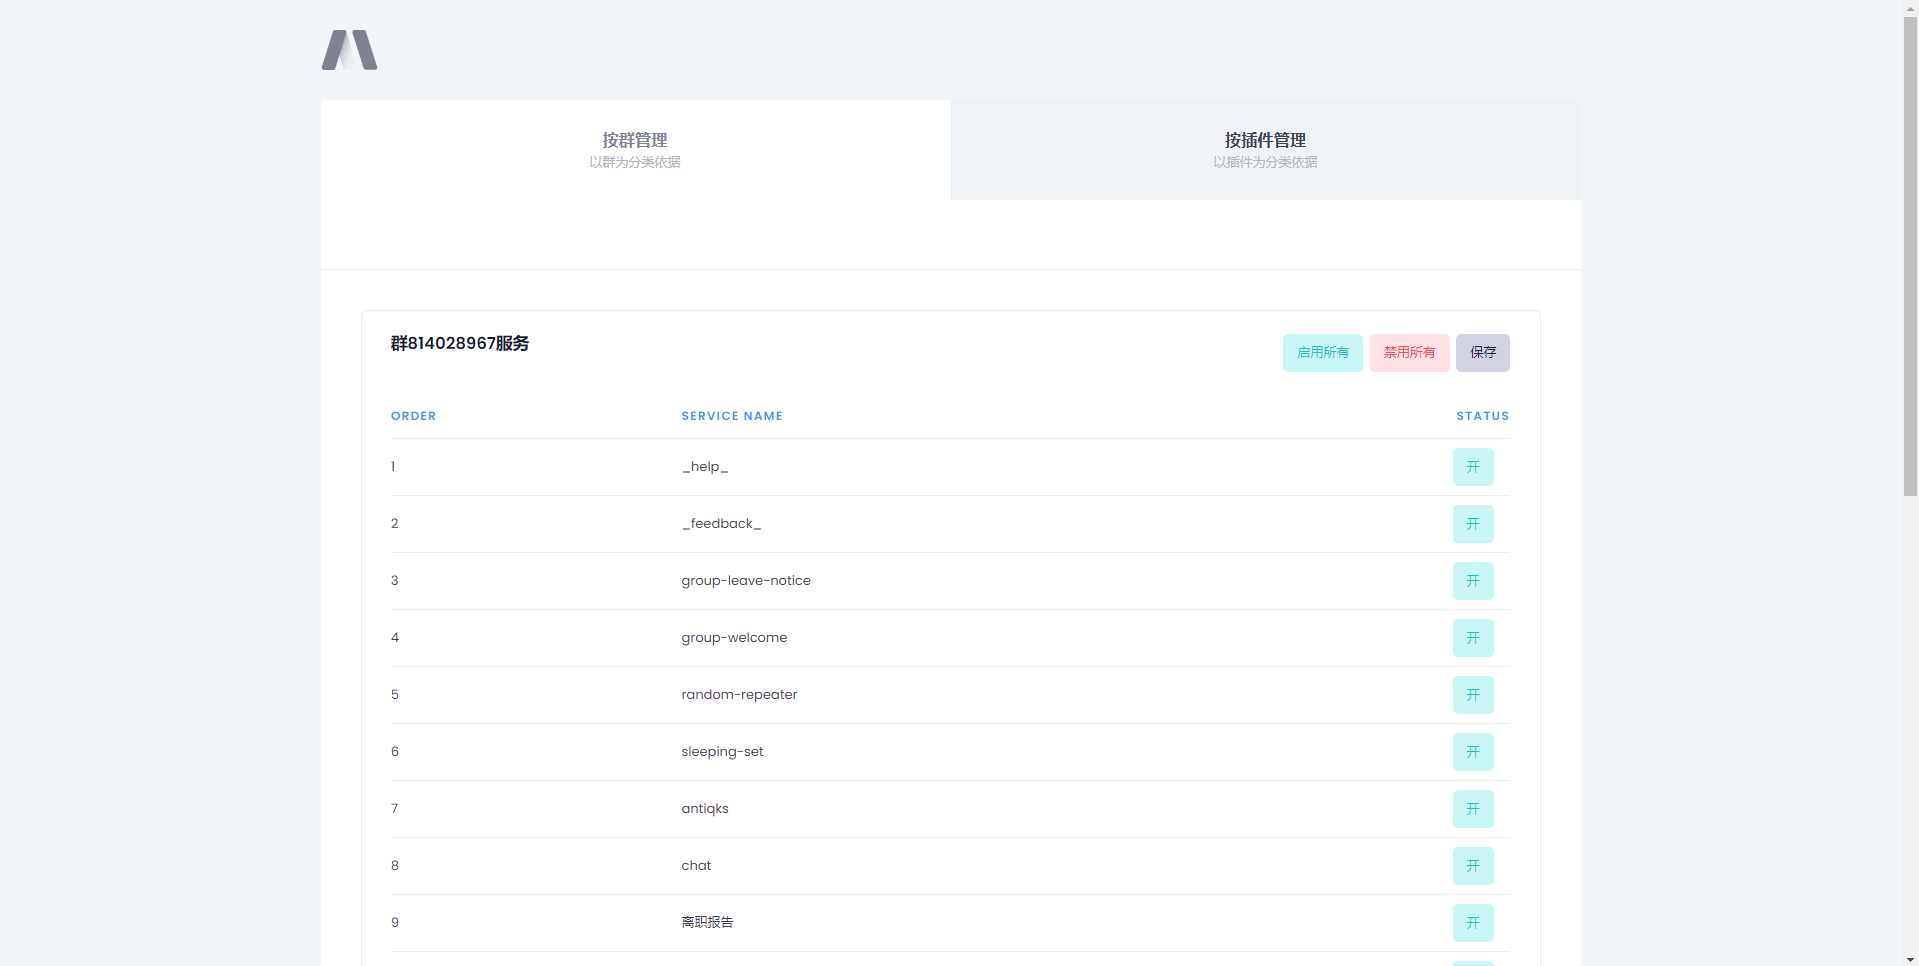 按群管理
以群为分类依据
按插件管理
以插件为分类依据
群814028967服务
启用所有 禁用所有 保存
ORDER SERVICE NAME STATUS
1 _help_ 开
2 _feedback_ 开
3 group-leave-notice 开
4 group-welcome 开
5 random-repeater 开
6 sleeping-set 开
7 antiqks 开
8 chat 开
9 离职报告 开